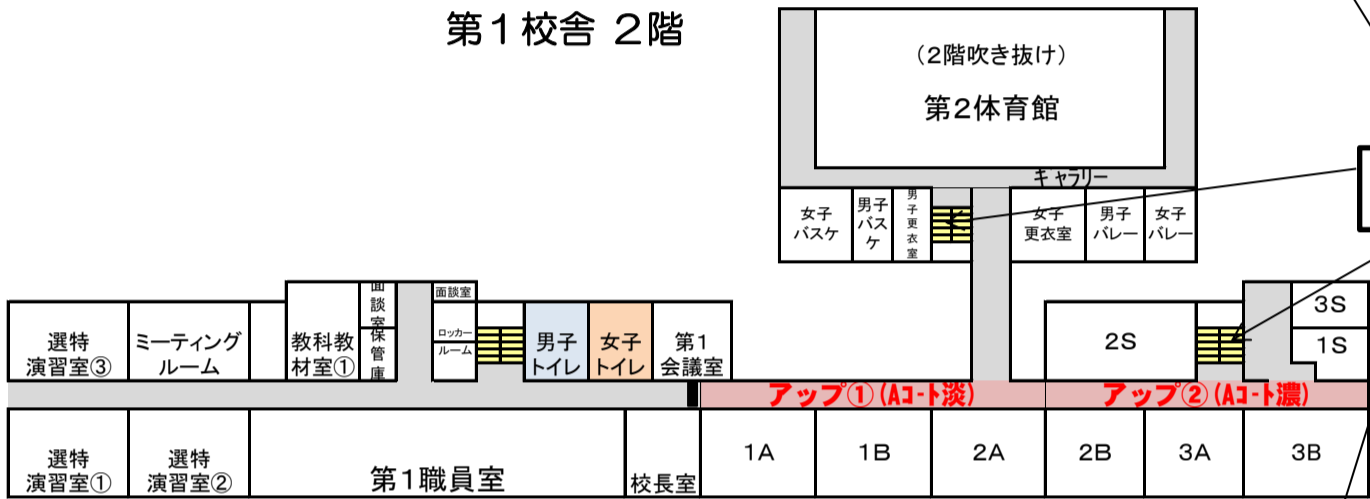 第1校舎 2階
（2階吹き抜け）
第2体育館
ギャラリー
女子
バスケ
男子
バス
ケ
男
子
更
衣
室
女子
更衣室
男子
バレー
女子
バレー
選特
演習室③
ミーティング
ルーム
教科教
材室①
面
談
室
保
管
庫
面談室
ロッカー
ルーム
男子
トイレ
女子
トイレ
第1
会議室
2S
3S
1S
アップ①(Aコート淡)
アップ②(Aコート濃)
選特
演習室①
選特
演習室②
第1職員室
校長室
1A
1B
2A
2B
3A
3B